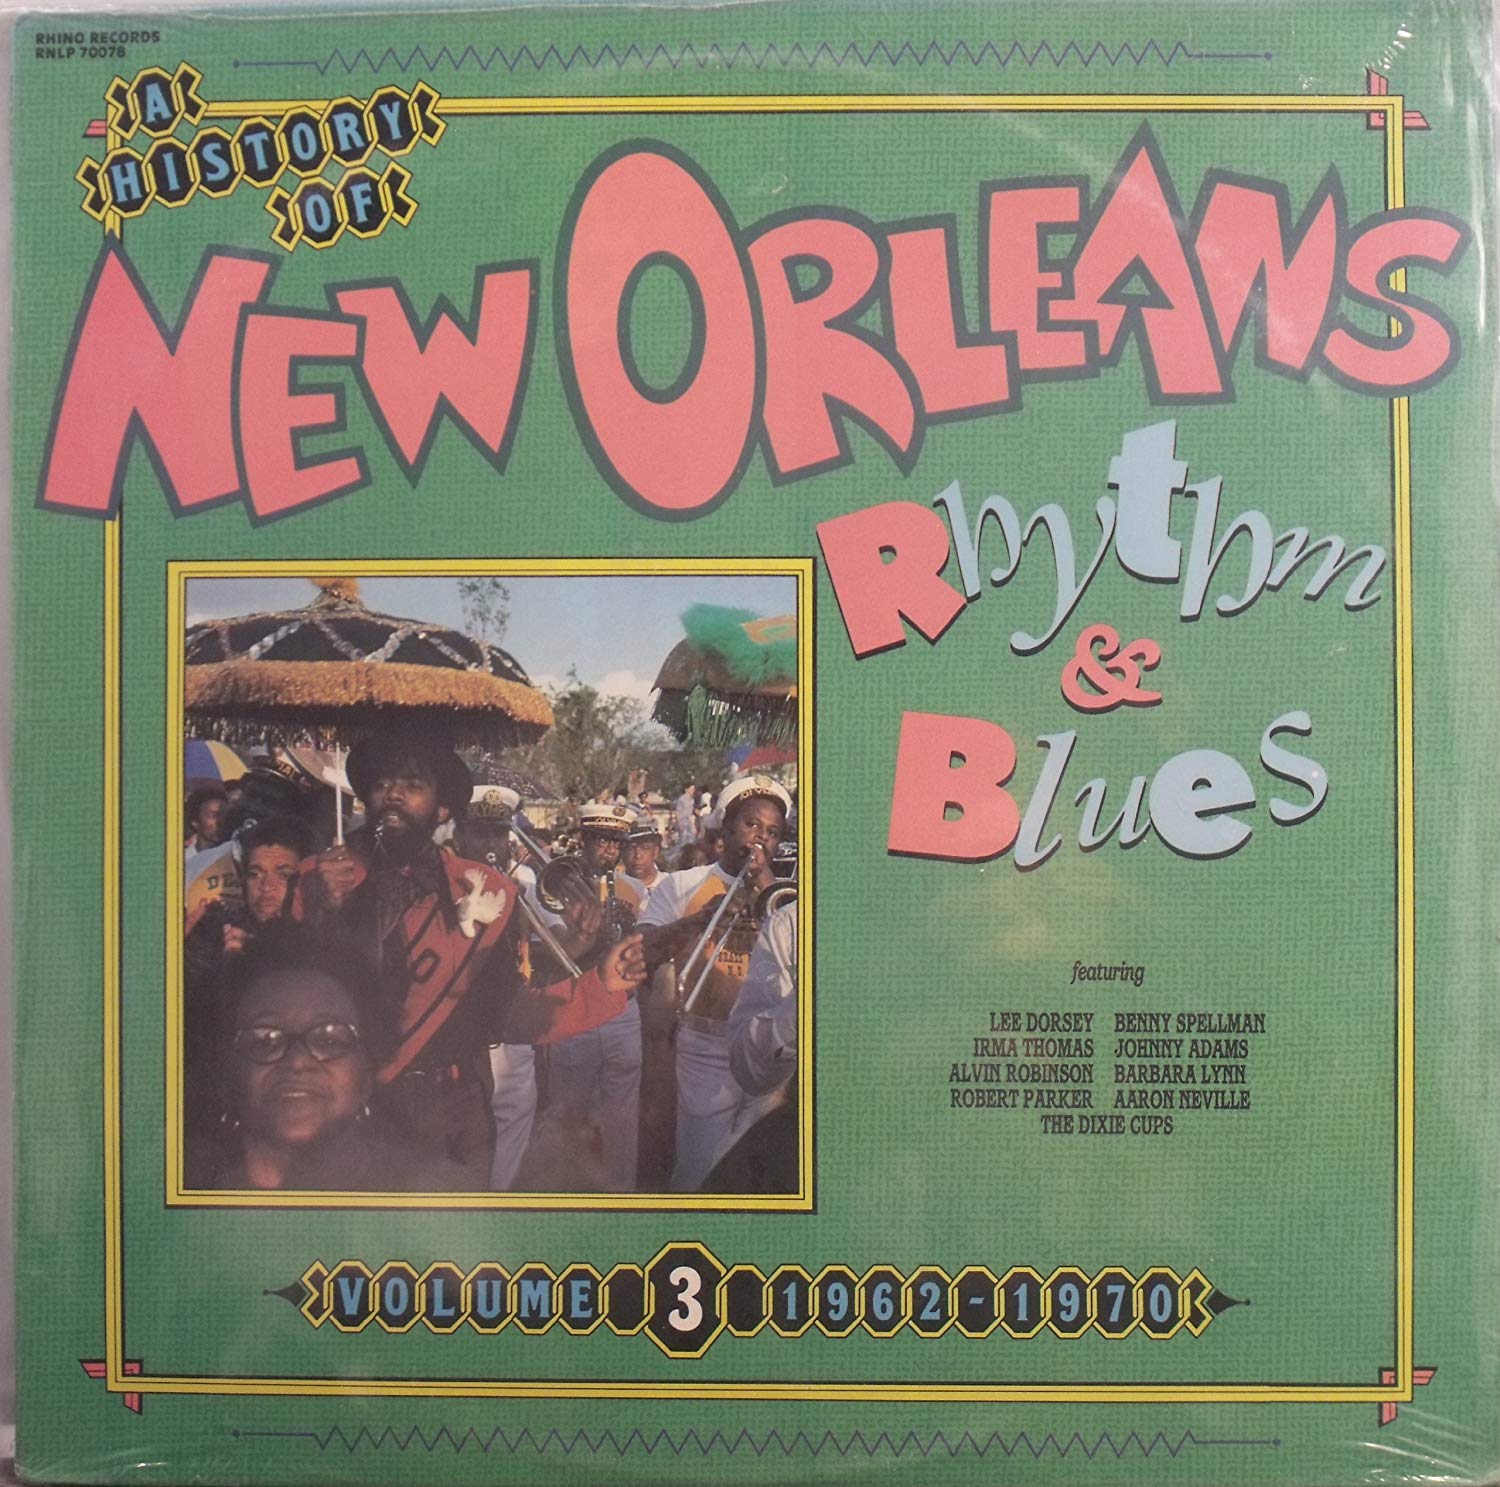 RHINO RECORDS
RNLP 70078
A
HISTORY
OF
NEW ORLEANS
Rhythm
&
Blues
featuring
LEE DORSEY BENNY SPELLMAN
IRMA THOMAS JOHNNY ADAMS
ALVIN ROBINSON BARBARA LYNN
ROBERT PARKER AARON NEVILLE
THE DIXIE CUPS
VOLUME 3 1962-1970